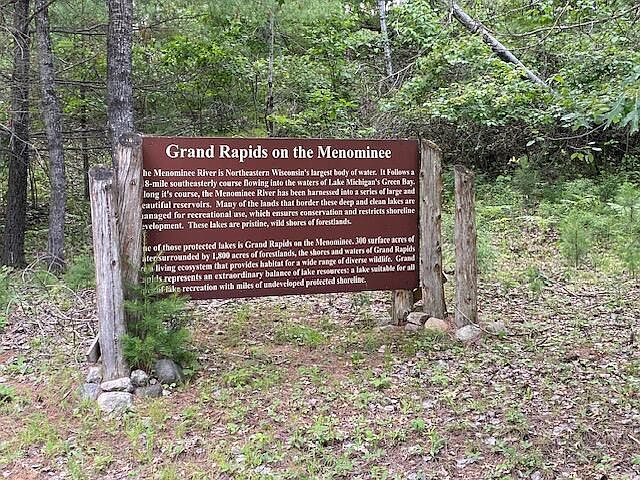 Grand Rapids on the Menominee
he Menominee River is Northeastern Wisconsin's largest body of water. It Follows a
8-mile southeasterly course flowing into the waters of Lake Michigan's Green Bay.
long it's course, the Menominee River has been harnessed into a series of large and
eautiful reservoirs. Many of the lands that border these deep and clean lakes are
anaged for recreational use, which ensures conservation and restricts shoreline
evelopment. These lakes are pristine, wild shores of forestlands.
ne of those protected lakes is Grand Rapids on the Menominee. 300 surface acres of
ater surrounded by 1,800 acres of forestlands, the shores and waters of Grand Rapids
living ecosystem that provides habitat for a wide range of diverse wildlife. Grand
apids represents an extraordinary balance of lake resources: a lake suitable for all
of lake recreation with miles of undeveloped protected shoreline.